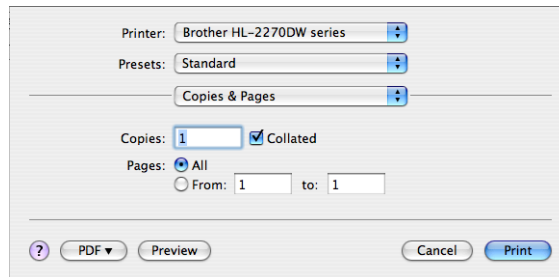 Printer: Brother HL-2270DW series
Presets: Standard
Copies & Pages
Copies: 1 Collated
Pages: All
From: 1 to: 1
? PDF ▼ Preview Cancel Print